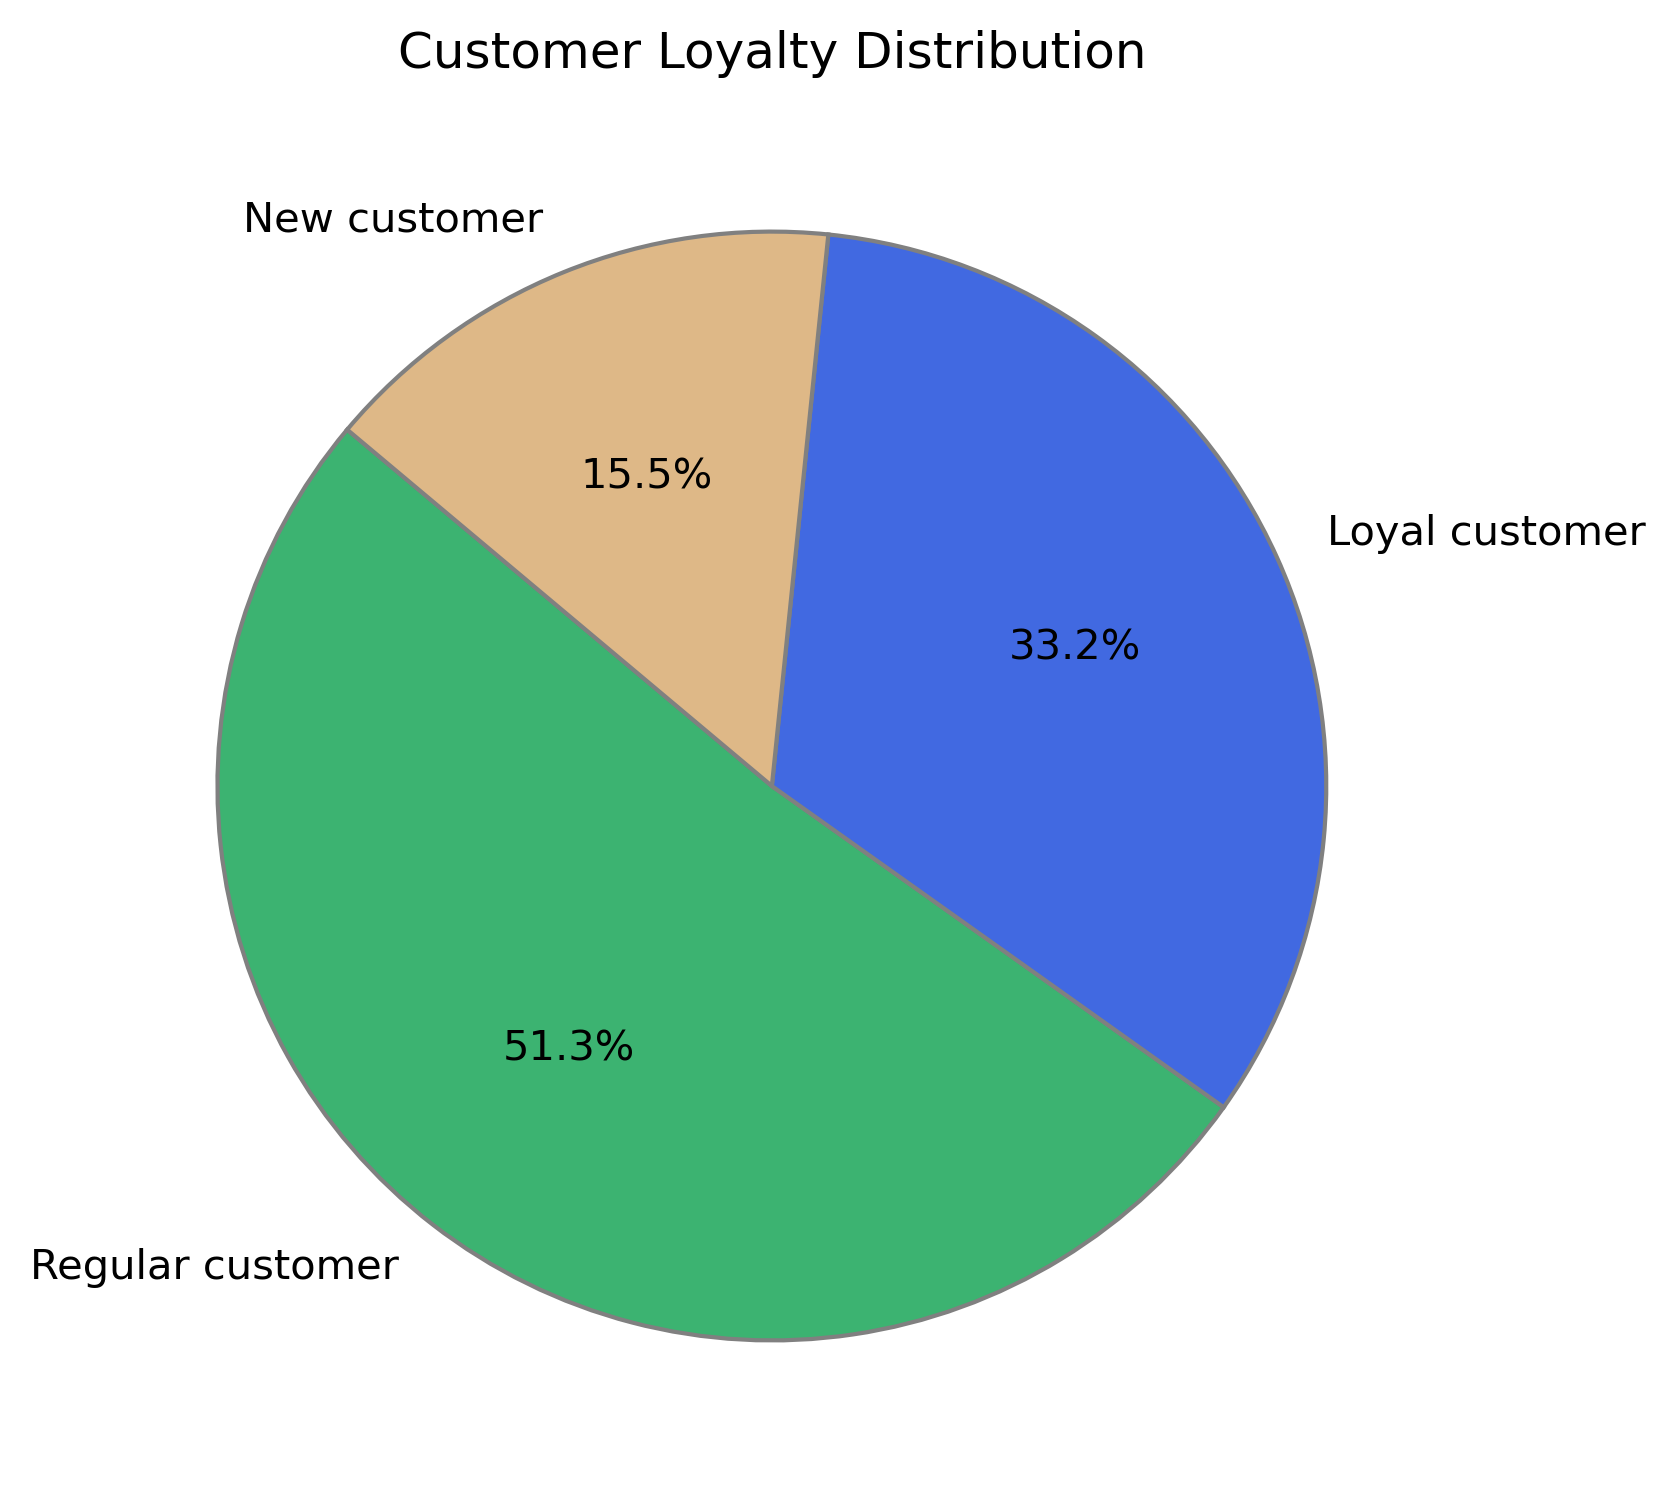 Customer Loyalty Distribution
New customer
15.5%
Loyal customer
33.2%
51.3%
Regular customer